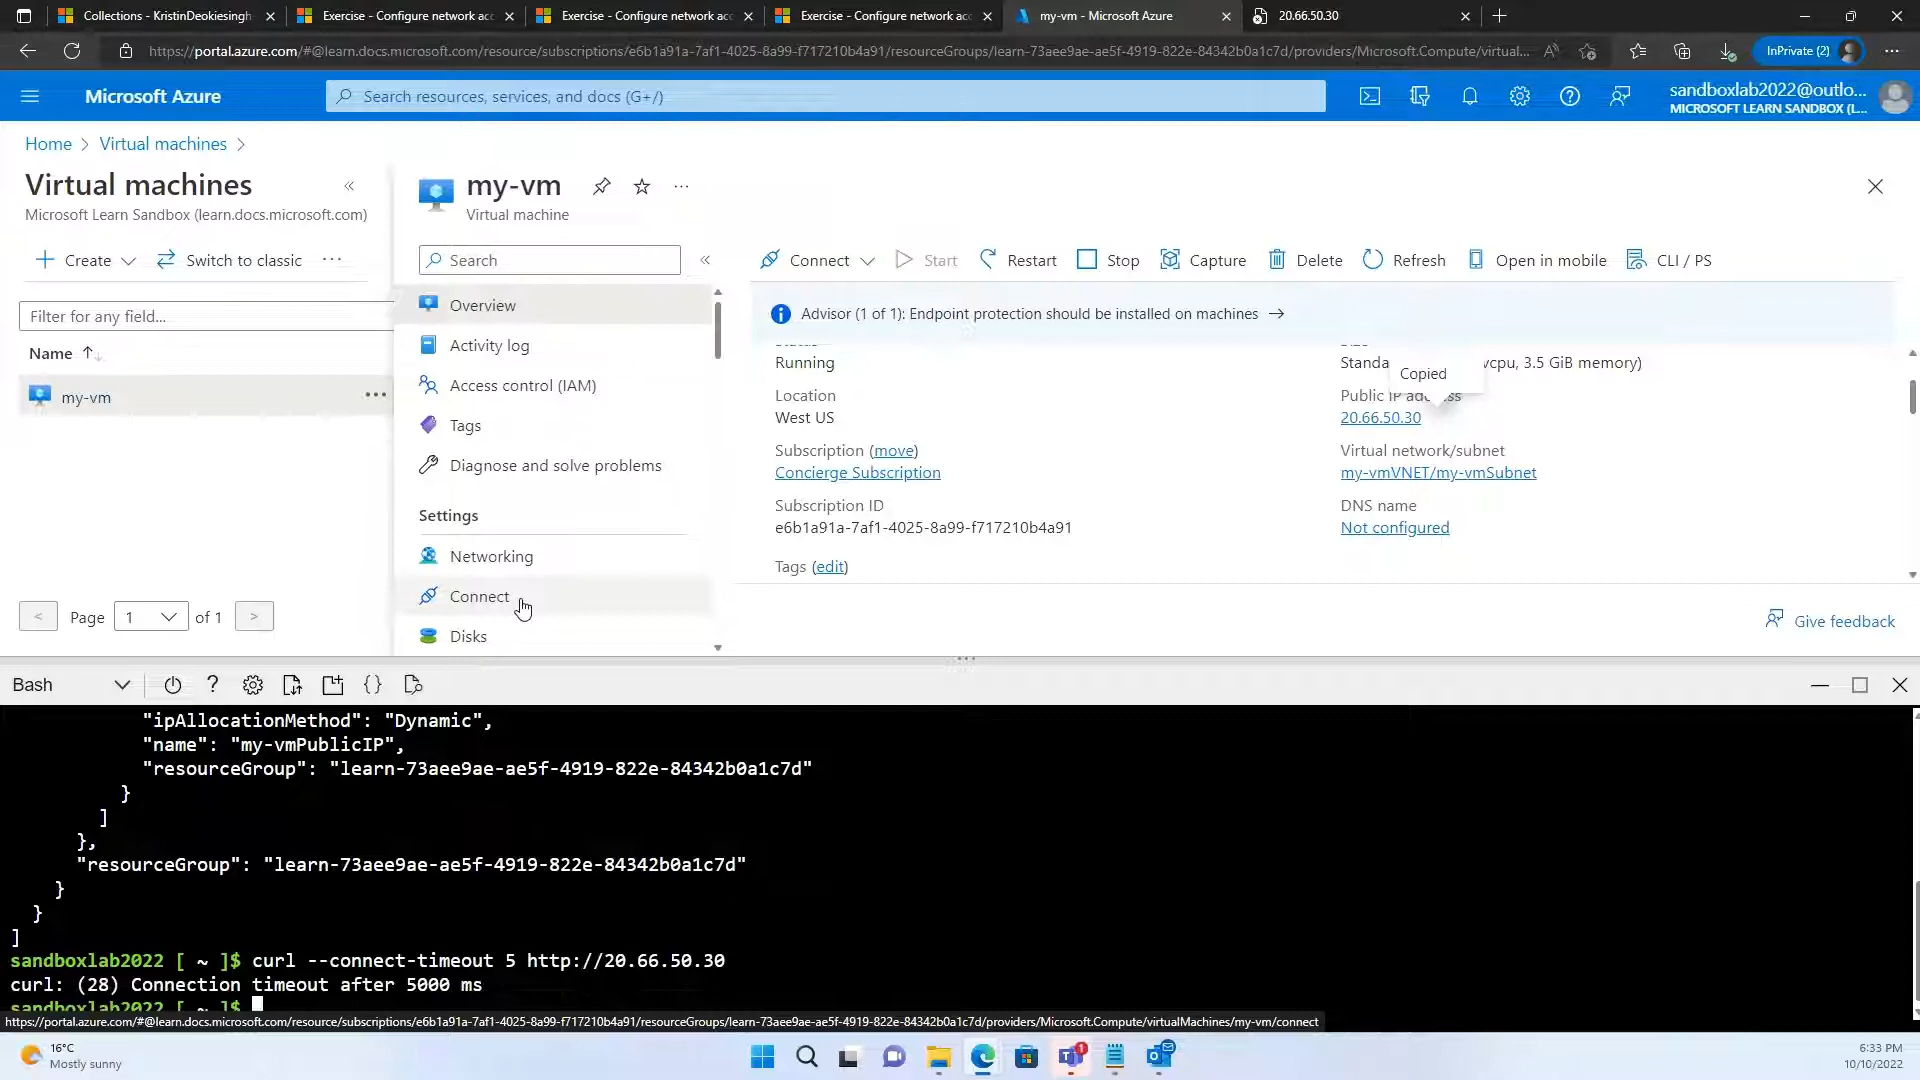 Collections - KristinDeokiesingh
Exercise - Configure network acc
Exercise - Configure network acc
Exercise - Configure network acc
my-vm - Microsoft Azure
20.66.50.30
https://portal.azure.com/#@learn.docs.microsoft.com/resource/subscriptions/e6b1a91a-7af1-4025-8a99-f717210b4a91/resourceGroups/learn-73aee9ae-ae5f-4919-822e-84342b0a1c7d/providers/Microsoft.Compute/virtual...
InPrivate (2)
Microsoft Azure
Search resources, services, and docs (G+/)
sandboxlab2022@outlo...
MICROSOFT LEARN SANDBOX (L...
Home > Virtual machines >
Virtual machines
Microsoft Learn Sandbox (learn.docs.microsoft.com)
Create
Switch to classic
Filter for any field...
Name
my-vm
Page 1 of 1
my-vm
Virtual machine
Search
Overview
Activity log
Access control (IAM)
Tags
Diagnose and solve problems
Settings
Networking
Connect
Disks
Connect
Start
Restart
Stop
Capture
Delete
Refresh
Open in mobile
CLI / PS
Advisor (1 of 1): Endpoint protection should be installed on machines
Running
Location
West US
Subscription (move)
Concierge Subscription
Subscription ID
e6b1a91a-7af1-4025-8a99-f717210b4a91
Tags (edit)
Standa vcpu, 3.5 GiB memory)
Copied
Public IP address
20.66.50.30
Virtual network/subnet
my-vmVNET/my-vmSubnet
DNS name
Not configured
Give feedback
Bash
"ipAllocationMethod": "Dynamic",
"name": "my-vmPublicIP",
"resourceGroup": "learn-73aee9ae-ae5f-4919-822e-84342b0a1c7d"
}
]
},
"resourceGroup": "learn-73aee9ae-ae5f-4919-822e-84342b0a1c7d"
}
}
]
sandboxlab2022 [ ~ ]$ curl --connect-timeout 5 http://20.66.50.30
curl: (28) Connection timeout after 5000 ms
sandboxlab2022 [ ~ ]$
https://portal.azure.com/#@learn.docs.microsoft.com/resource/subscriptions/e6b1a91a-7af1-4025-8a99-f717210b4a91/resourceGroups/learn-73aee9ae-ae5f-4919-822e-84342b0a1c7d/providers/Microsoft.Compute/virtualMachines/my-vm/connect
16°C
Mostly sunny
1
6:33 PM
10/10/2022